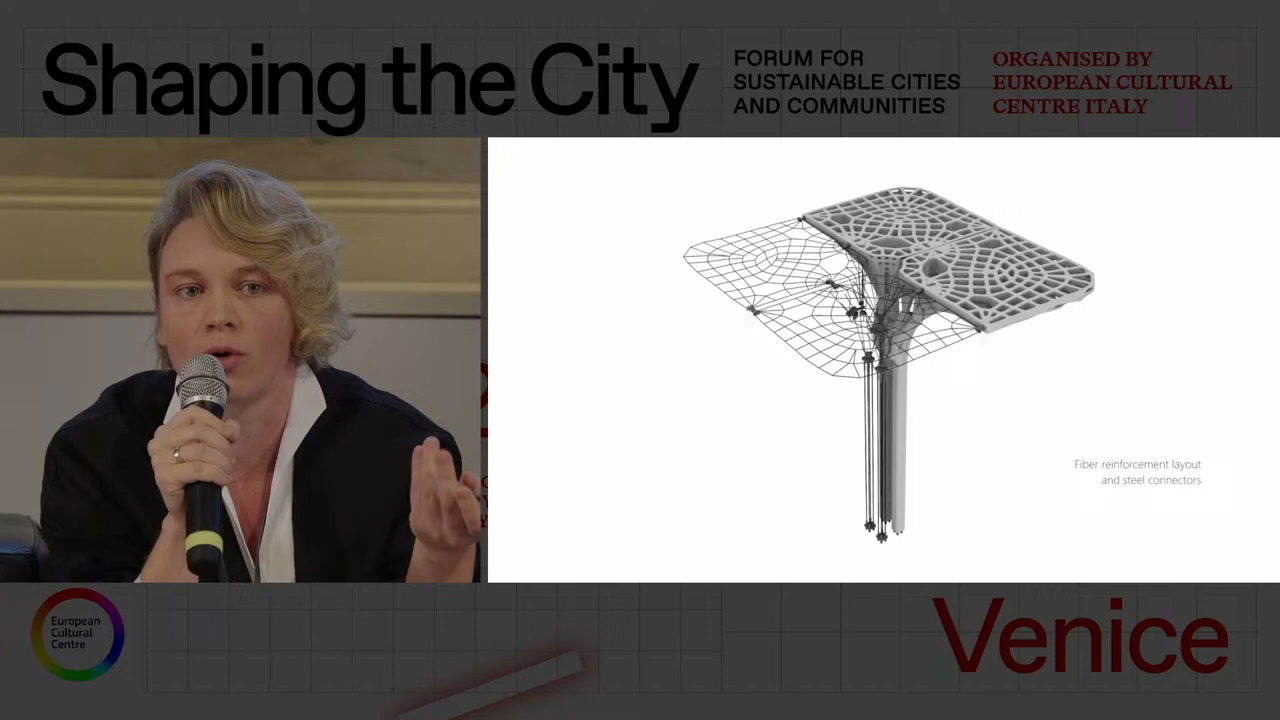 Shaping the City
FORUM FOR
SUSTAINABLE CITIES
AND COMMUNITIES
ORGANISED BY
EUROPEAN CULTURAL
CENTRE ITALY
Fiber reinforcement layout
and steel connectors
European
Cultural
Centre
Venice